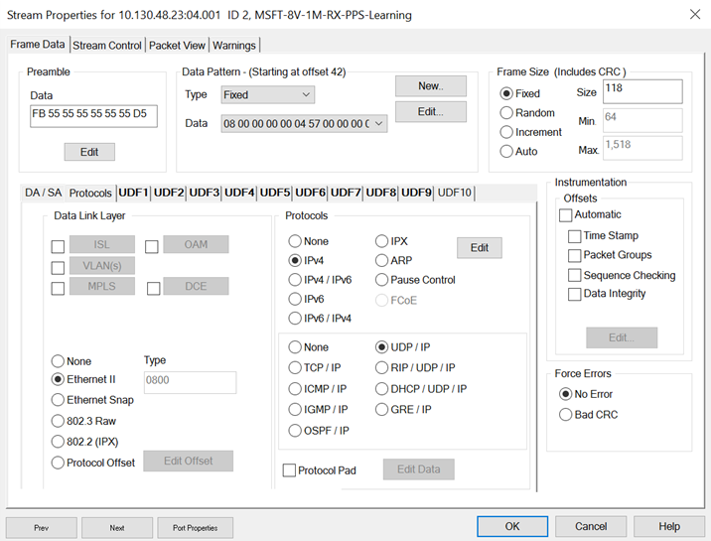 Stream Properties for 10.130.48.23:04.001 ID 2, MSFT-8V-1M-RX-PPS-Learning
Frame Data Stream Control Packet View Warnings
Preamble
Data
FB 55 55 55 55 55 55 D5
Edit
Data Pattern - (Starting at offset 42)
Type Fixed
Data 08 00 00 00 00 04 57 00 00 00 0
New..
Edit...
Frame Size (Includes CRC )
Fixed
Random
Increment
Auto
Size 118
Min. 64
Max. 1,518
DA / SA Protocols UDF1 UDF2 UDF3 UDF4 UDF5 UDF6 UDF7 UDF8 UDF9 UDF10
Data Link Layer
ISL OAM
VLAN(s)
MPLS DCE
None
Ethernet II
Ethernet Snap
802.3 Raw
802.2 (IPX)
Protocol Offset
Type
0800
Edit Offset
Protocols
None IPX
IPv4 ARP
IPv4 / IPv6 Pause Control
IPv6 FCoE
IPv6 / IPv4
Edit
None UDP / IP
TCP / IP RIP / UDP / IP
ICMP / IP DHCP / UDP / IP
IGMP / IP GRE / IP
OSPF / IP
Protocol Pad Edit Data
Instrumentation
Offsets
Automatic
Time Stamp
Packet Groups
Sequence Checking
Data Integrity
Edit...
Force Errors
No Error
Bad CRC
Prev Next Port Properties OK Cancel Help